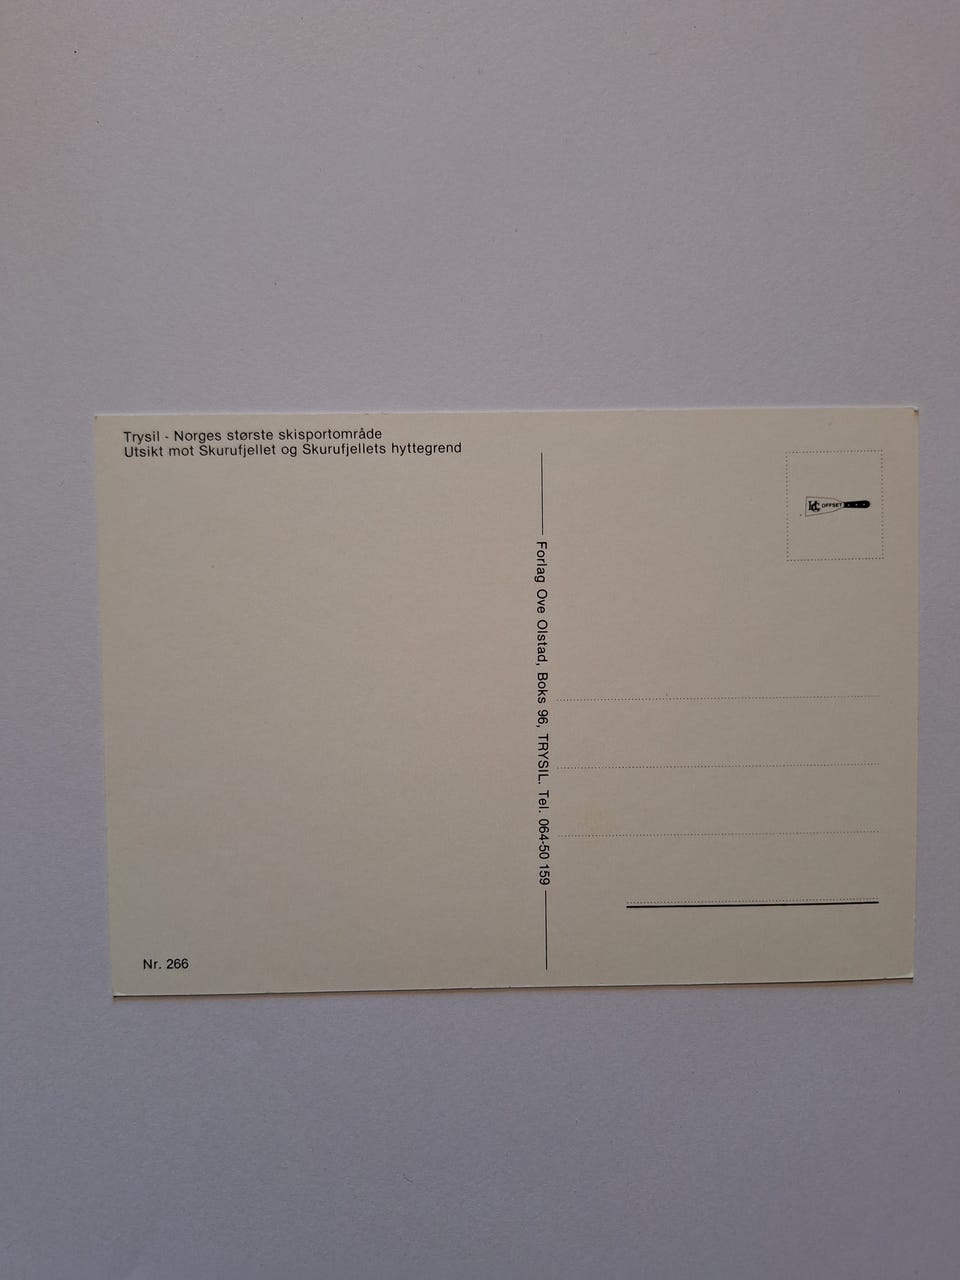 Trysil - Norges største skisportområde
Utsikt mot Skurufjellet og Skurufjellets hyttegrend
OFFSET
Forlag Ove Olstad, Boks 96, TRYSIL. Tel. 064-50 159
Nr. 266